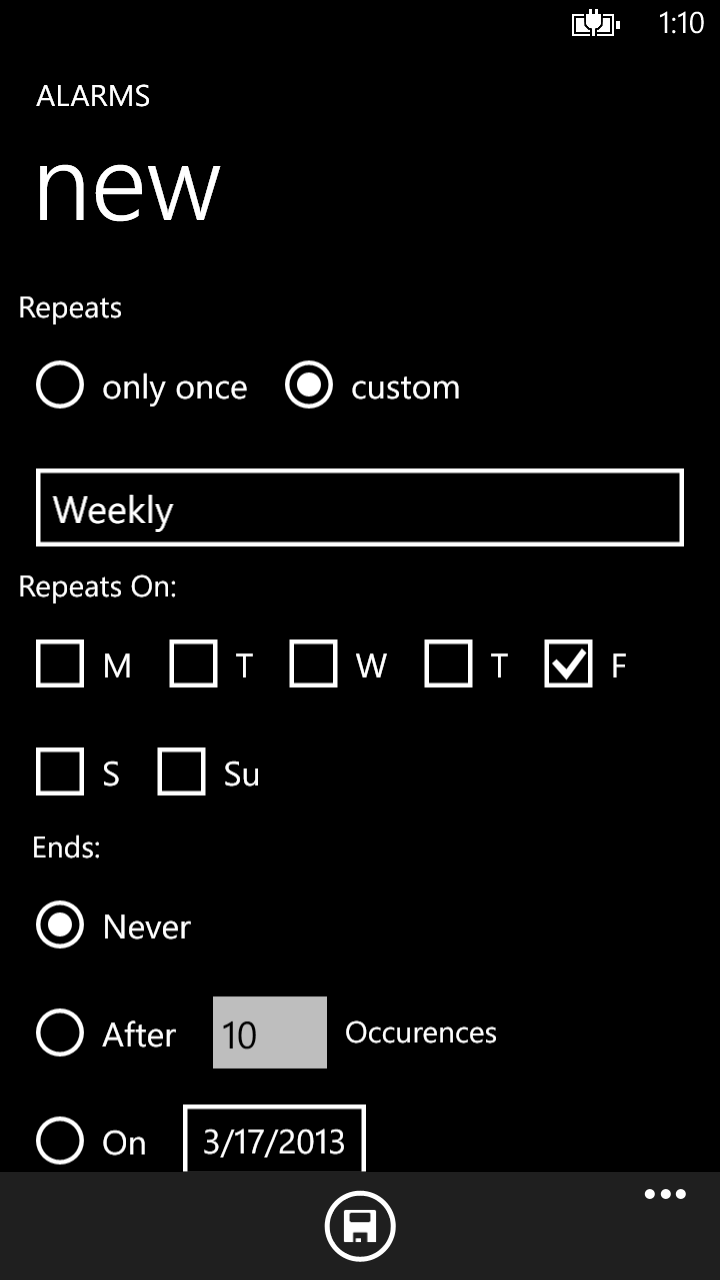 1:10
ALARMS
new
Repeats
only once custom
Weekly
Repeats On:
M T W T F
S Su
Ends:
Never
After 10 Occurences
On 3/17/2013